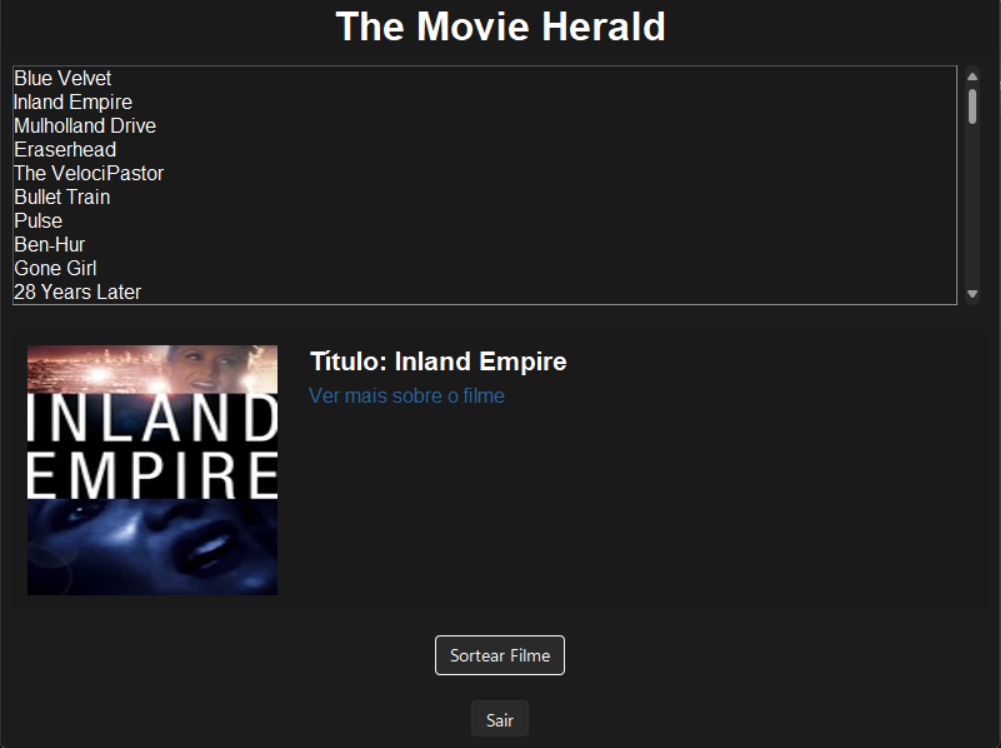 The Movie Herald
Blue Velvet
Inland Empire
Mulholland Drive
Eraserhead
The VelociPastor
Bullet Train
Pulse
Ben-Hur
Gone Girl
28 Years Later
INLAND
EMPIRE
Título: Inland Empire
Ver mais sobre o filme
Sortear Filme
Sair